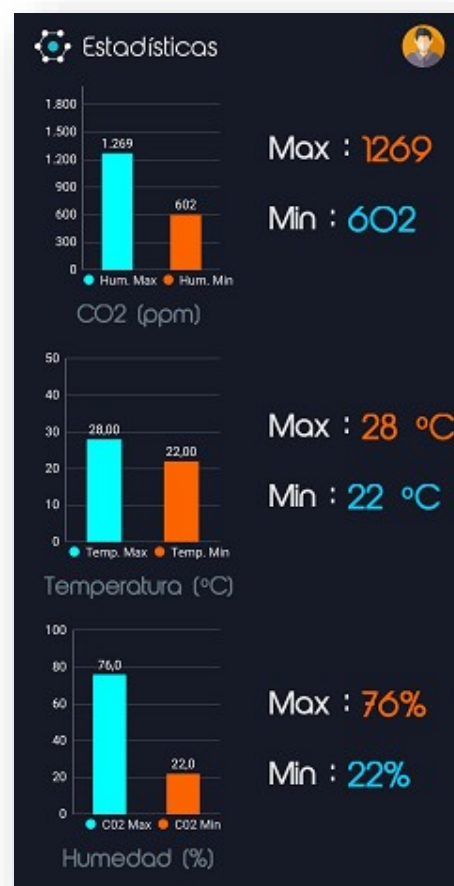 Estadísticas
1.800
1.500
1.200
900
600
300
0
1.269
602
Hum. Max Hum. Min
CO2 (ppm)
Max : 1269
Min : 602
50
40
30
20
10
0
28,00
22,00
Temp. Max Temp. Min
Temperatura (ºC)
Max : 28 ºC
Min : 22 ºC
100
80
60
40
20
0
76,0
22,0
C02 Max C02 Min
Humedad (%)
Max : 76%
Min : 22%